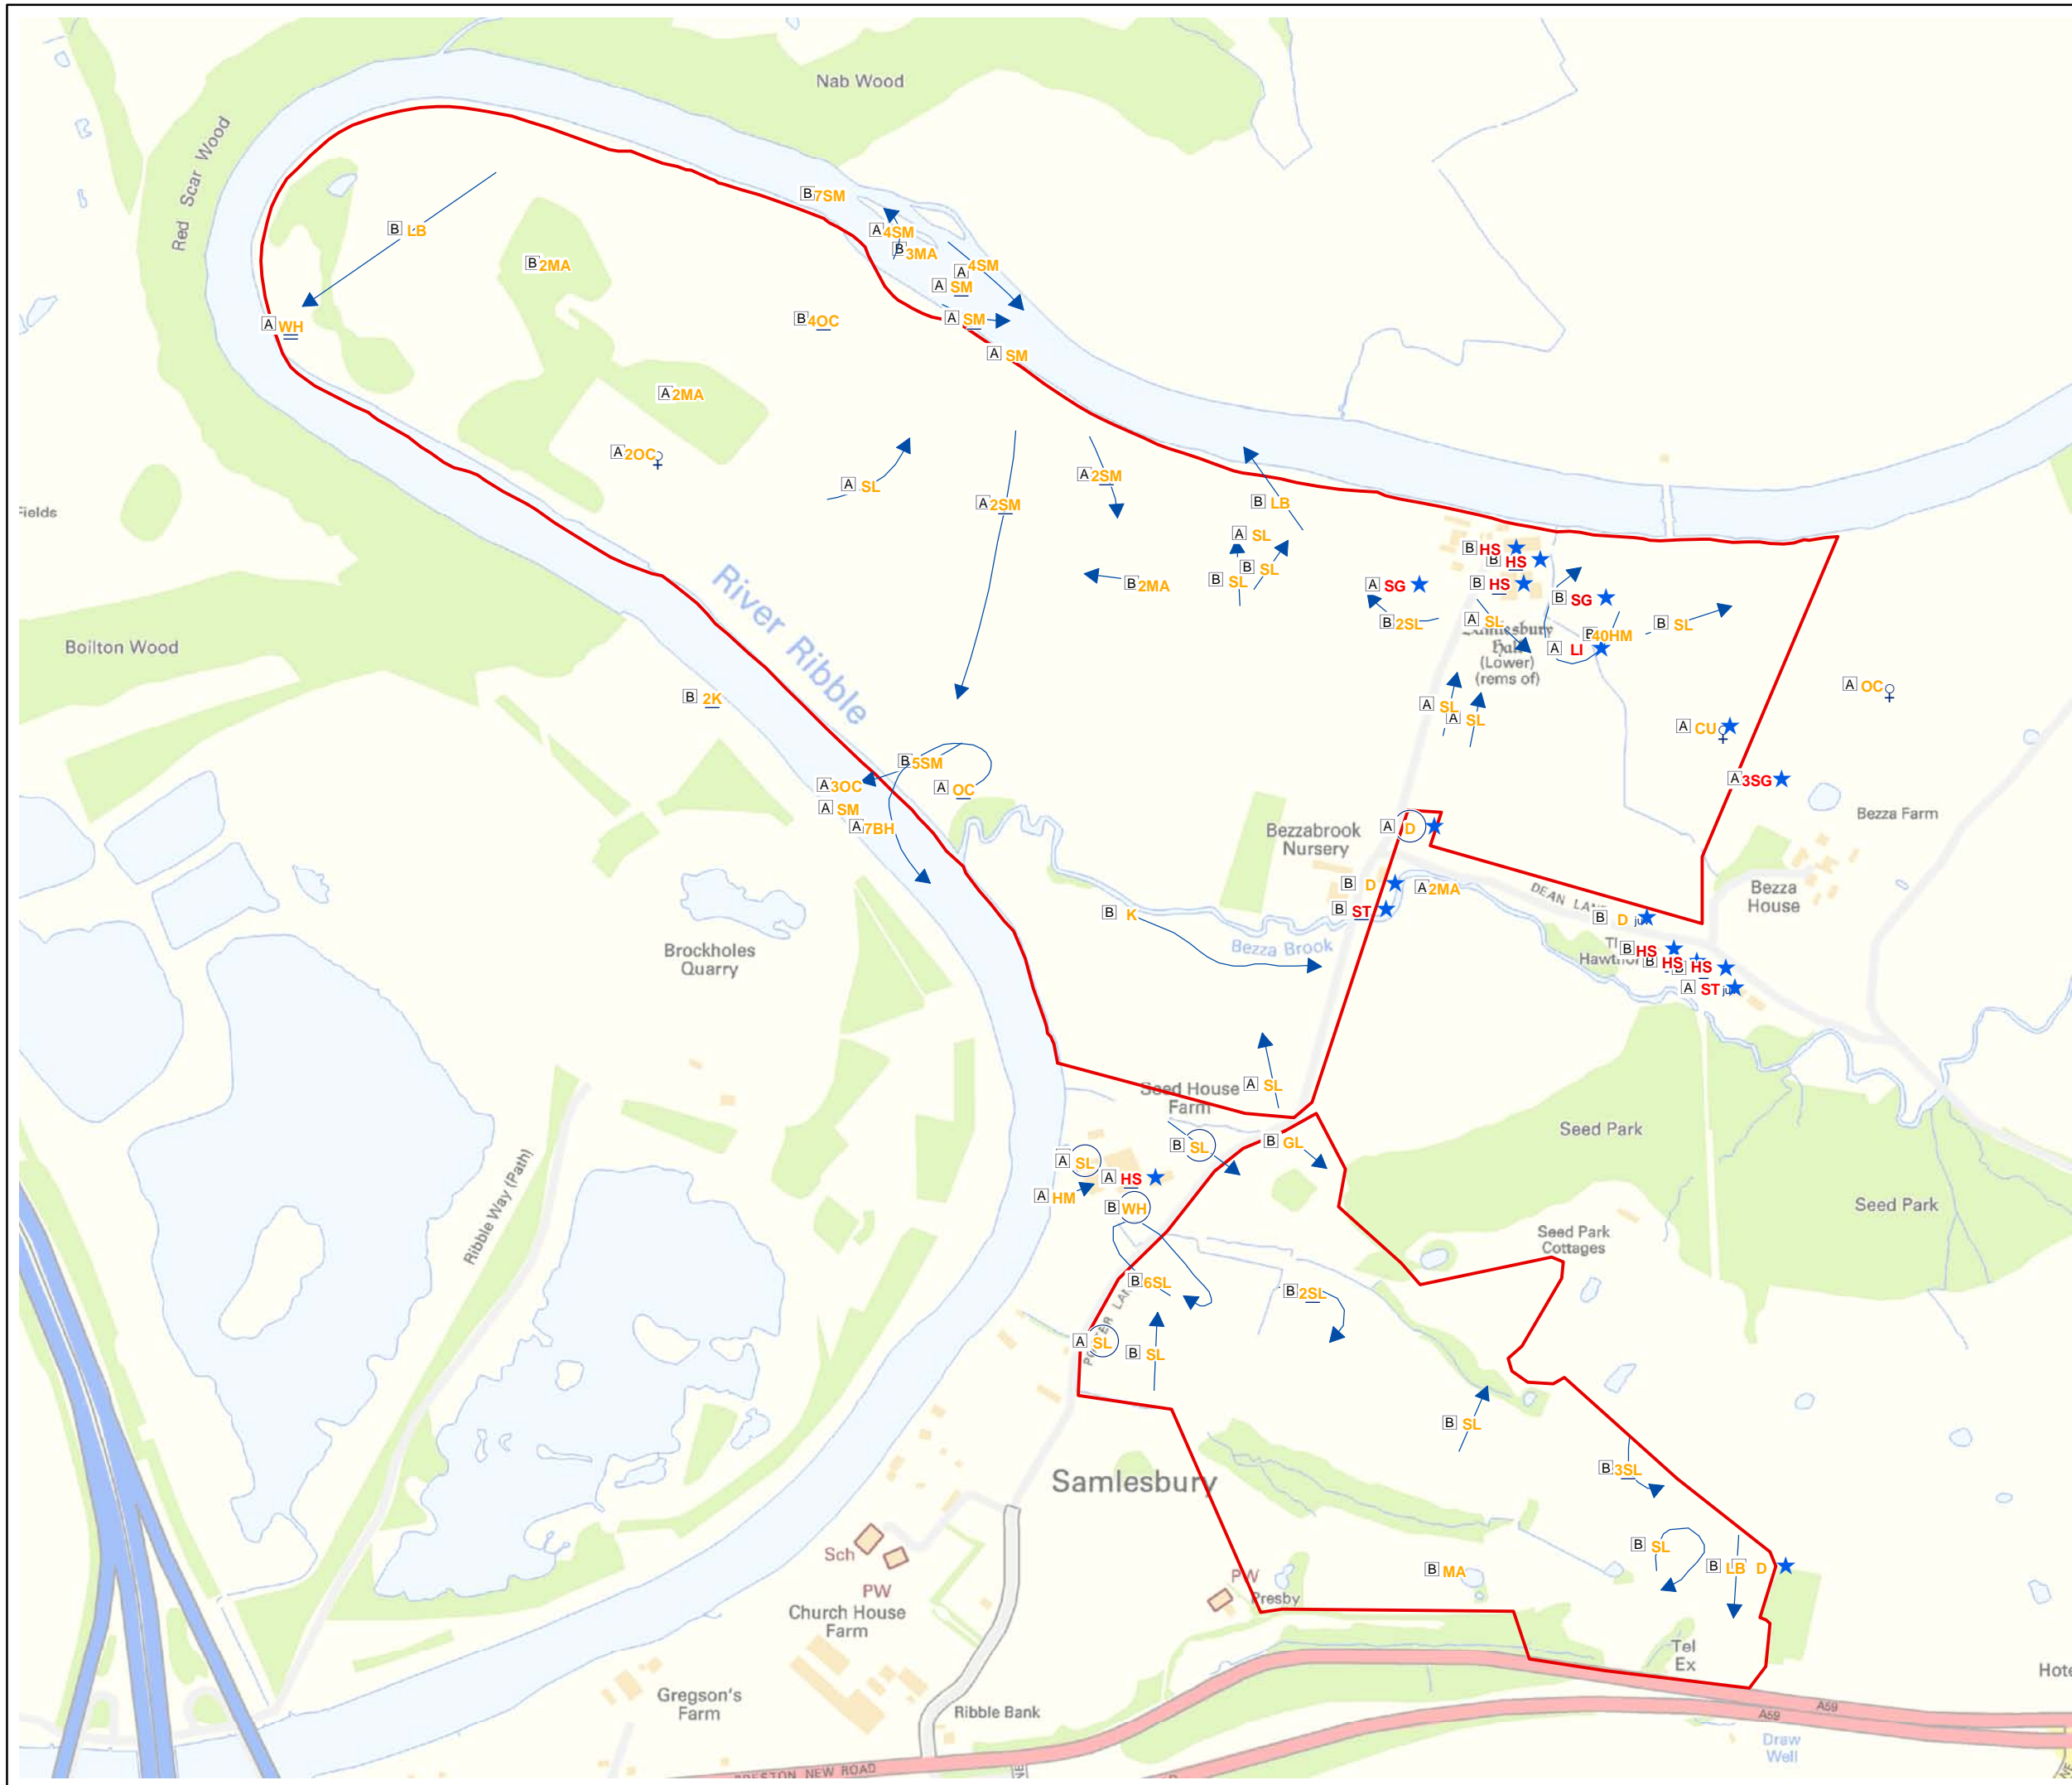 Nab Wood
Red Scar Wood
B 7SM
A 4SM
B 3MA
B LB
B 2MA
4SM
A
A SM
A WH
B 4OC
A SM
A SM
A 2MA
A 2OC♀
A SL
A 2SM
A 2SM
B LB
Fields
A SL
B SL
B SL
B 2MA
B HS
B HS
B HS
A SG
B SG
B 2SL
A SL
B SL
B 40HM
A LI
Hall
(Lower)
(rems of)
River Ribble
Boilton Wood
B 2K
A OC♀
A SL
A SL
A CU♀
B 5SM
A 3OC
A OC
A SM
A 7BH
A 3SG
Bezza Farm
Bezzabrook
Nursery
A D
B D
A 2MA
B ST
DEAN LAN
Bezza
House
B K
Bezza Brook
B D ju
B HS
B HS
B HS
A ST ju
Brockholes
Quarry
A SL
Seed House
Farm
B GL
B SL
A SL
A HS
A HM
B WH
Seed Park
Seed Park
Seed Park
Cottages
Ribble Way (Path)
B 6SL
B 2SL
A SL
B SL
B SL
Samlesbury
B 3SL
B SL
B LB
D
B MA
Sch
PW
PW
Presby
Church House
Farm
Tel
Ex
Gregson's
Farm
Ribble Bank
Hote
A59
A59
Draw
Well
PRESTON NEW ROAD